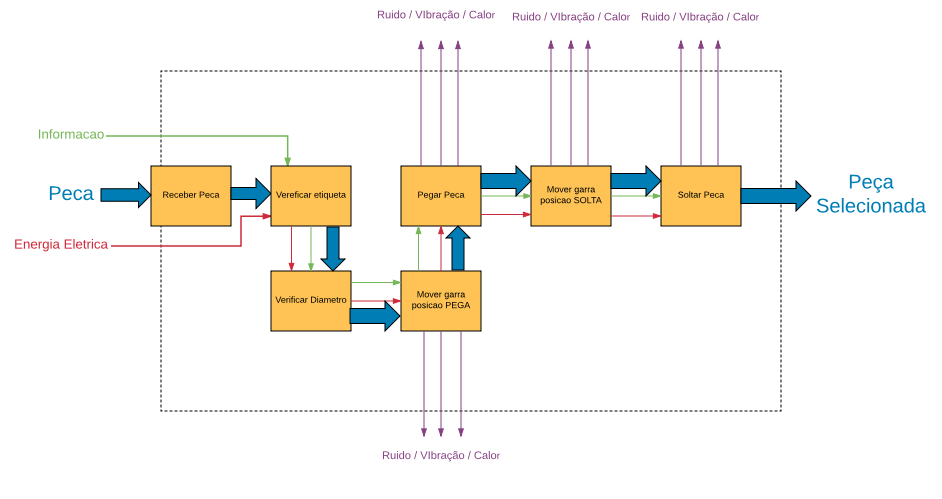 Ruido / VIbração / Calor
Ruido / VIbração / Calor
Ruido / VIbração / Calor
Informacao
Peca
Receber Peca
Vereficar etiqueta
Pegar Peca
Mover garra
posicao SOLTA
Soltar Peca
Peça
Selecionada
Energia Eletrica
Verificar Diametro
Mover garra
posicao PEGA
Ruido / VIbração / Calor